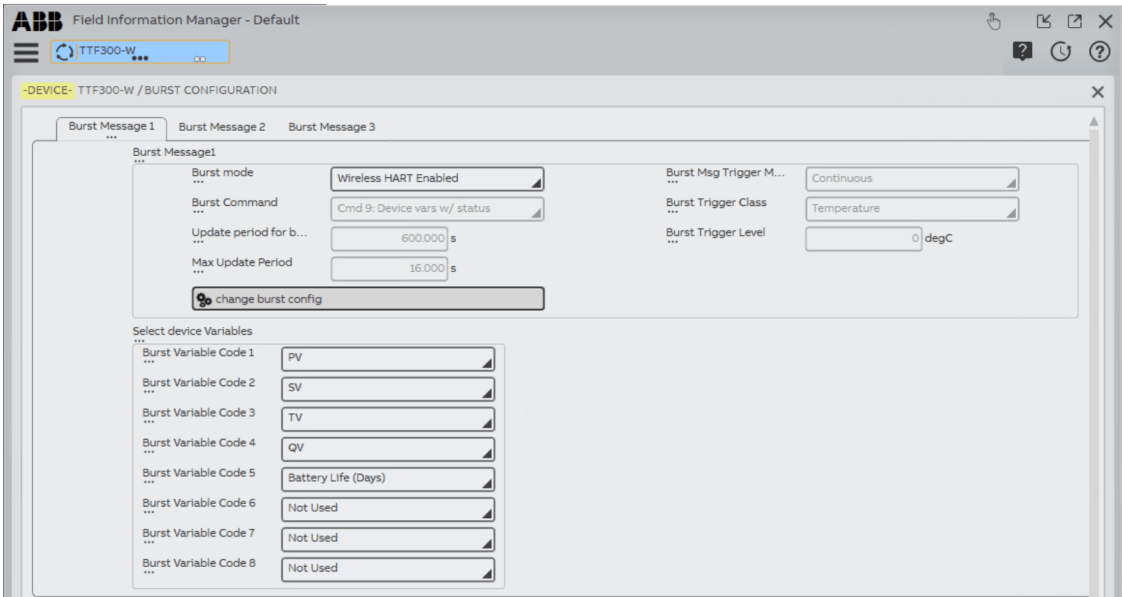 ABB Field Information Manager - Default
TTF300-W
-DEVICE- TTF300-W / BURST CONFIGURATION
Burst Message 1 Burst Message 2 Burst Message 3
Burst Message1
Burst mode Wireless HART Enabled Burst Msg Trigger M... Continuous
Burst Command Cmd 9: Device vars w/ status Burst Trigger Class Temperature
Update period for b... 600.000 s Burst Trigger Level 0 degC
Max Update Period 16.000 s
change burst config
Select device Variables
Burst Variable Code 1 PV
Burst Variable Code 2 SV
Burst Variable Code 3 TV
Burst Variable Code 4 QV
Burst Variable Code 5 Battery Life (Days)
Burst Variable Code 6 Not Used
Burst Variable Code 7 Not Used
Burst Variable Code 8 Not Used